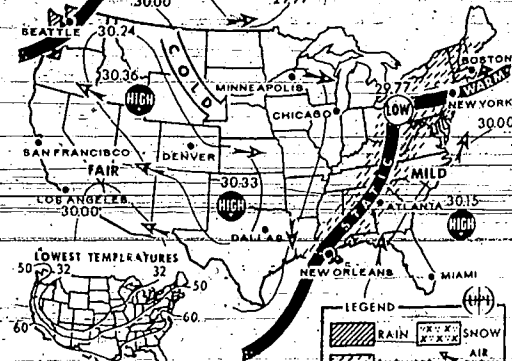 30.00
29.77
SEATTLE
30.24
BOSTON
30.36
COLD
29.77
WARM
MINNEAPOLIS
HIGH
LOW
NEW YORK
CHICAGO
30.00
SAN FRANCISCO
DENVER
FAIR
MILD
30.33
STATIC
LOS ANGELES
30.00
HIGH
ATLANTA
30.15
HIGH
DALLAS
LOWEST TEMPERATURES
-50
32
32
-50
NEW ORLEANS
MIAMI
LEGEND
60
60
RAIN
SNOW
AIR